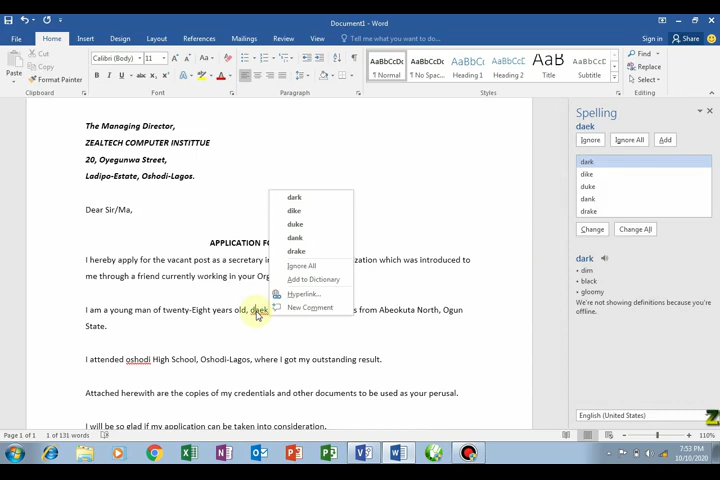 Document1 - Word
File Home Insert Design Layout References Mailings Review View Tell me what you want to do... Sign in Share
Paste
Cut
Copy
Format Painter
Calibri (Body) 11
AaBbCcDc AaBbCcDc AaBbCc AaBbCc AaB AaBbCc
¶ Normal ¶ No Spac... Heading 1 Heading 2 Title Subtitle
Find
Replace
Select
Clipboard Font Paragraph Styles Editing
The Managing Director,
ZEALTECH COMPUTER INSTITTUE
20, Oyegunwa Street,
Ladipo-Estate, Oshodi-Lagos.
Dear Sir/Ma,
APPLICATION FO
I hereby apply for the vacant post as a secretary in
zation which was introduced to
me through a friend currently working in your Org
I am a young man of twenty-Eight years old, daek
s from Abeokuta North, Ogun
State.
I attended oshodi High School, Oshodi-Lagos, where I got my outstanding result.
Attached herewith are the copies of my credentials and other documents to be used as your perusal.
I will be so glad if my application can be taken into consideration.
dark
dike
duke
dank
drake
Ignore All
Add to Dictionary
Hyperlink...
New Comment
Spelling
daek
Ignore Ignore All Add
dark
dike
duke
dank
drake
Change Change All
dark
• dim
• black
• gloomy
We're not showing definitions because you're
offline.
English (United States)
Page 1 of 1 131 words
110%
7:53 PM
10/10/2020